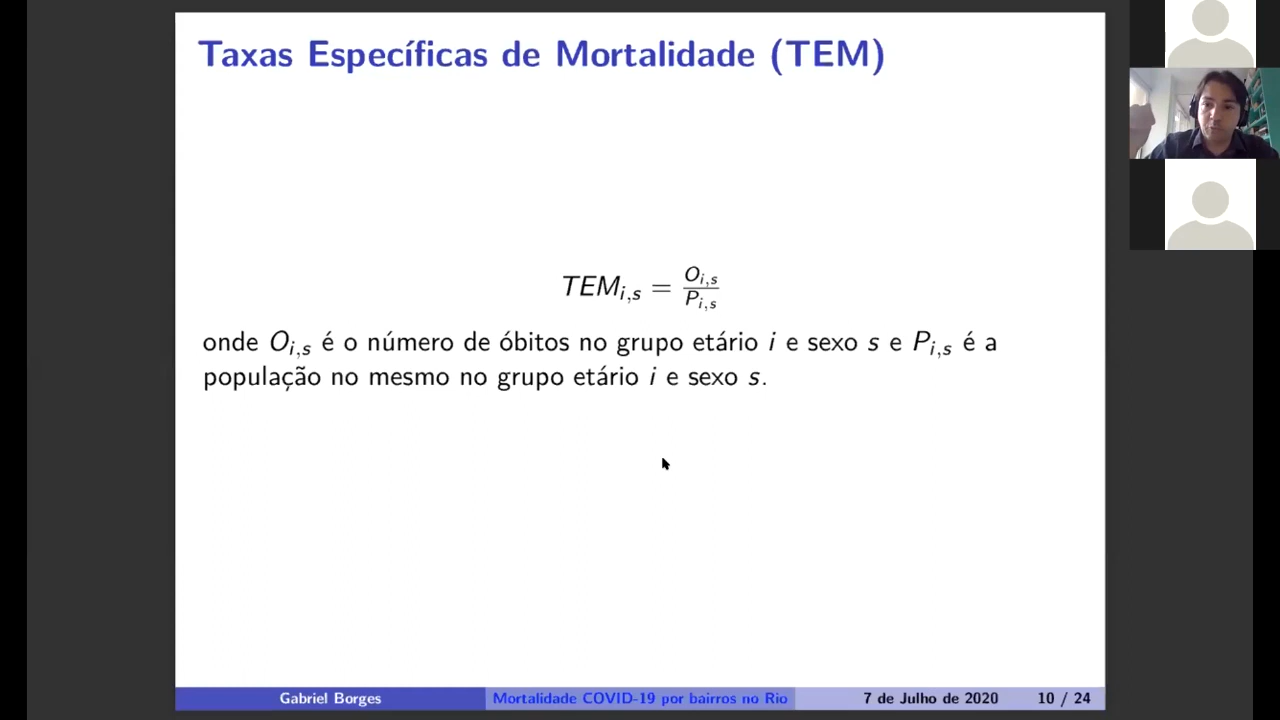 Taxas Específicas de Mortalidade (TEM)
TEM_{i,s} = O_{i,s} / P_{i,s}
onde O_{i,s} é o número de óbitos no grupo etário i e sexo s e P_{i,s} é a
população no mesmo no grupo etário i e sexo s.
Gabriel Borges Mortalidade COVID-19 por bairros no Rio 7 de Julho de 2020 10 / 24